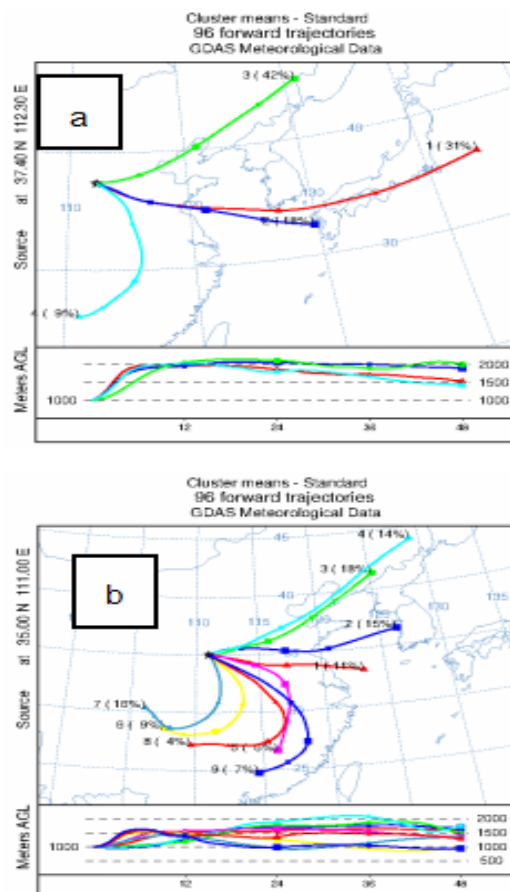 Cluster means - Standard
96 forward trajectories
GDAS Meteorological Data
Source at 37.40 N 112.30 E
a
3 (42%)
1 (31%)
2 (18%)
4 ( 9%)
110
130
40
30
Meters AGL
1000
2000
1500
1000
12
24
36
48
Cluster means - Standard
96 forward trajectories
GDAS Meteorological Data
Source at 35.00 N 111.00 E
b
4 (14%)
3 (18%)
2 (15%)
1 (11%)
7 (16%)
6 ( 9%)
8 ( 4%)
9 ( 7%)
45
110
130
135
25
Meters AGL
1000
2000
1500
1000
500
12
24
36
48